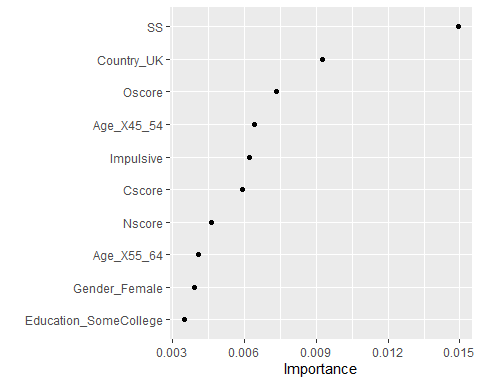 SS
Country_UK
Oscore
Age_X45_54
Impulsive
Cscore
Nscore
Age_X55_64
Gender_Female
Education_SomeCollege
0.003 0.006 0.009 0.012 0.015
Importance